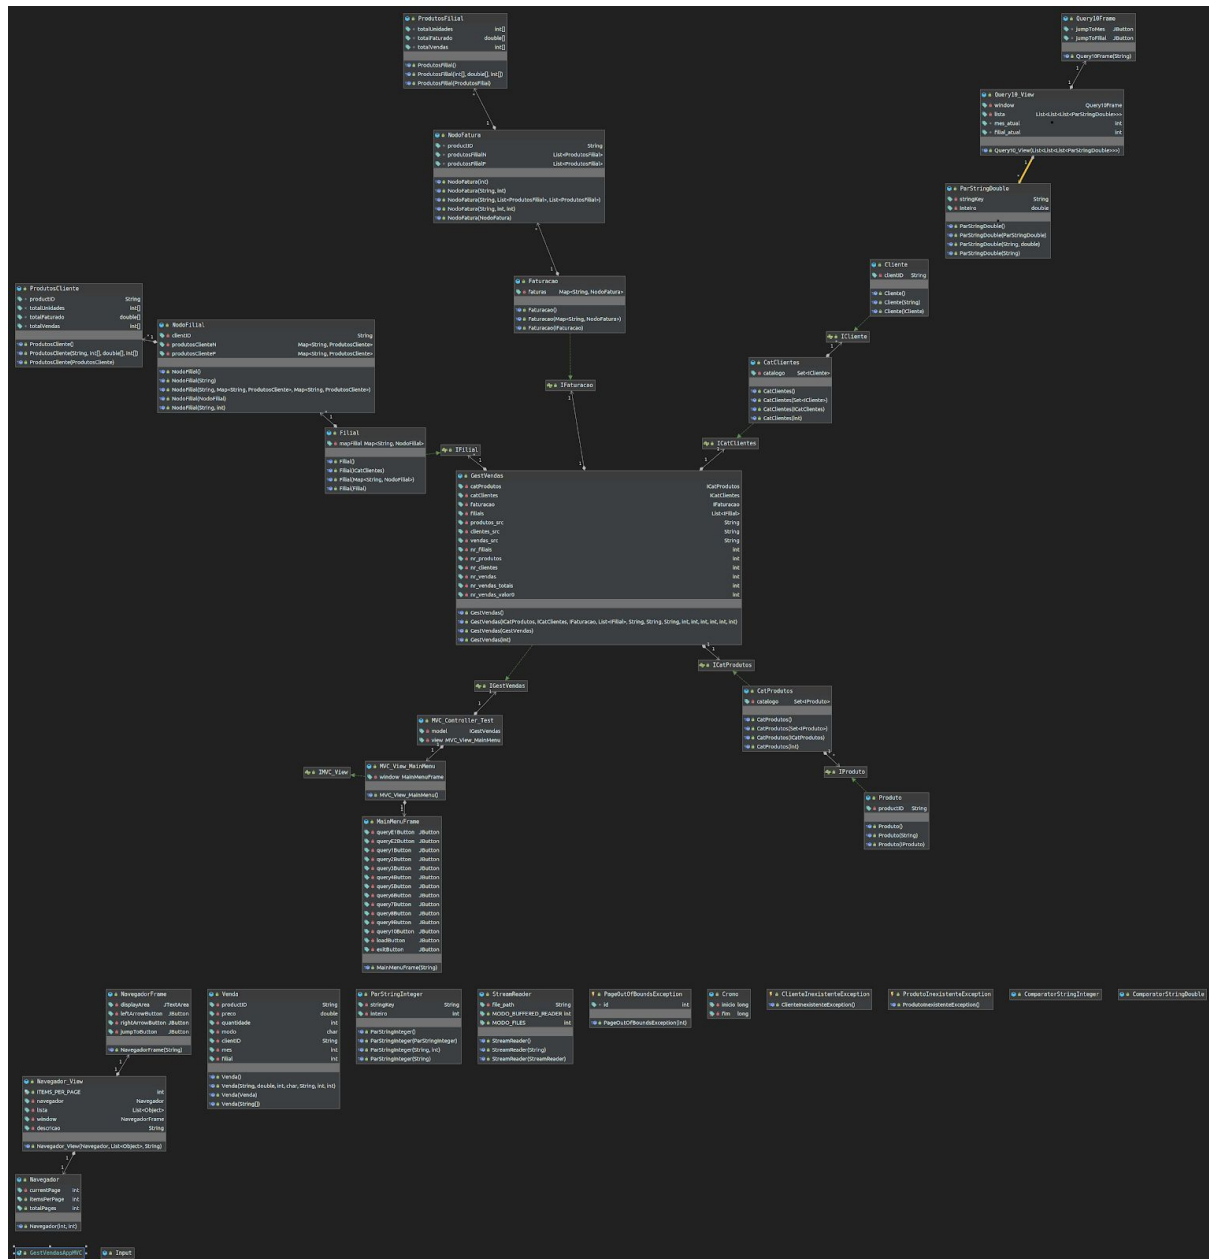 ProdutosFilial
totalUnidades int[]
totalFaturado double[]
totalVendas int[]
ProdutosFilial()
ProdutosFilial(int[], double[], int[])
ProdutosFilial(ProdutosFilial)
Query10Frame
jumpToMes JButton
jumpToFilial JButton
Query10Frame(String)
Query10_View
window Query10Frame
lista List<List<List<ParStringDouble>>>
mes_atual int
filial_atual int
Query10_View(List<List<List<ParStringDouble>>>)
NodoFatura
productID String
produtosFilialN List<ProdutosFilial>
produtosFilialP List<ProdutosFilial>
NodoFatura(int)
NodoFatura(String, int)
NodoFatura(String, List<ProdutosFilial>, List<ProdutosFilial>)
NodoFatura(String, int, int)
NodoFatura(NodoFatura)
ParStringDouble
stringKey String
inteiro double
ParStringDouble()
ParStringDouble(ParStringDouble)
ParStringDouble(String, double)
ParStringDouble(String)
Cliente
clientID String
Cliente()
Cliente(String)
Cliente(ICliente)
Faturacao
faturas Map<String, NodoFatura>
Faturacao()
Faturacao(Map<String, NodoFatura>)
Faturacao(IFaturacao)
ProdutosCliente
productID String
totalUnidades int[]
totalFaturado double[]
totalVendas int[]
ProdutosCliente()
ProdutosCliente(String, int[], double[], int[])
ProdutosCliente(ProdutosCliente)
NodoFilial
clientID String
produtosClienteN Map<String, ProdutosCliente>
produtosClienteP Map<String, ProdutosCliente>
NodoFilial()
NodoFilial(String)
NodoFilial(String, Map<String, ProdutosCliente>, Map<String, ProdutosCliente>)
NodoFilial(NodoFilial)
NodoFilial(String, int)
ICliente
CatClientes
catalogo Set<ICliente>
CatClientes()
CatClientes(Set<ICliente>)
CatClientes(ICatClientes)
CatClientes(int)
IFaturacao
Filial
mapFilial Map<String, NodoFilial>
Filial()
Filial(ICatClientes)
Filial(Map<String, NodoFilial>)
Filial(Filial)
IFilial
ICatClientes
GestVendas
catProdutos ICatProdutos
catClientes ICatClientes
faturacao IFaturacao
filiais List<IFilial>
produtos_src String
clientes_src String
vendas_src String
nr_filiais int
nr_produtos int
nr_clientes int
nr_vendas int
nr_vendas_totais int
nr_vendas_valor0 int
GestVendas()
GestVendas(ICatProdutos, ICatClientes, IFaturacao, List<IFilial>, String, String, String, int, int, int, int, int, int)
GestVendas(GestVendas)
GestVendas(int)
ICatProdutos
IGestVendas
CatProdutos
catalogo Set<IProduto>
CatProdutos()
CatProdutos(Set<IProduto>)
CatProdutos(ICatProdutos)
CatProdutos(int)
MVC_Controller_Test
model IGestVendas
view MVC_View_MainMenu
IMVC_View
MVC_View_MainMenu
window MainMenuFrame
MVC_View_MainMenu()
IProduto
Produto
productID String
Produto()
Produto(String)
Produto(IProduto)
MainMenuFrame
queryE1Button JButton
queryE2Button JButton
query1Button JButton
query2Button JButton
query3Button JButton
query4Button JButton
query5Button JButton
query6Button JButton
query7Button JButton
query8Button JButton
query9Button JButton
query10Button JButton
loadButton JButton
exitButton JButton
MainMenuFrame(String)
NavegadorFrame
displayArea JTextArea
leftArrowButton JButton
rightArrowButton JButton
jumpToButton JButton
NavegadorFrame(String)
Venda
productID String
preco double
quantidade int
modo char
clientID String
mes int
filial int
Venda()
Venda(String, double, int, char, String, int, int)
Venda(Venda)
Venda(String[])
ParStringInteger
stringKey String
inteiro int
ParStringInteger()
ParStringInteger(ParStringInteger)
ParStringInteger(String, int)
ParStringInteger(String)
StreamReader
file_path String
MODO_BUFFERED_READER int
MODO_FILES int
StreamReader()
StreamReader(String)
StreamReader(StreamReader)
PageOutOfBoundsException
id int
PageOutOfBoundsException(int)
Crono
inicio long
fim long
ClienteInexistenteException
ClienteInexistenteException()
ProdutoInexistenteException
ProdutoInexistenteException()
ComparatorStringInteger
ComparatorStringDouble
Navegador_View
ITEMS_PER_PAGE int
navegador Navegador
lista List<Object>
window NavegadorFrame
descricao String
Navegador_View(Navegador, List<Object>, String)
Navegador
currentPage int
itemsPerPage int
totalPages int
Navegador(int, int)
GestVendasAppMVC
Input